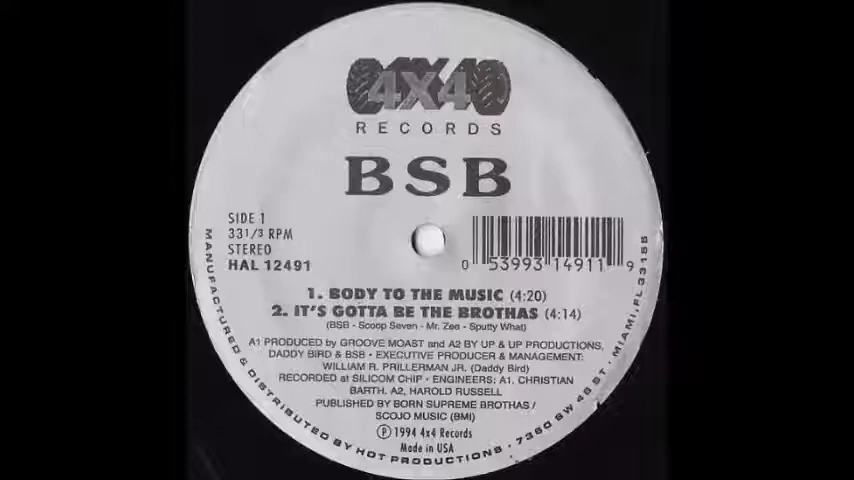 4X4
RECORDS
BSB
SIDE 1
33 1/3 RPM
STEREO
HAL 12491
0 53993 14911 9
1. BODY TO THE MUSIC (4:20)
2. IT'S GOTTA BE THE BROTHAS (4:14)
(BSB - Scoop Seven - Mr. Zee - Sputty What)
A1 PRODUCED by GROOVE MOAST and A2 BY UP & UP PRODUCTIONS,
DADDY BIRD & BSB • EXECUTIVE PRODUCER & MANAGEMENT:
WILLIAM R. PRILLERMAN JR. (Daddy Bird)
RECORDED at SILICOM CHIP • ENGINEERS: A1, CHRISTIAN
BARTH. A2, HAROLD RUSSELL
PUBLISHED BY BORN SUPREME BROTHAS/
SCOJO MUSIC (BMI)
Ⓟ 1994 4x4 Records
Made in USA
MANUFACTURED & DISTRIBUTED BY HOT PRODUCTIONS • 7360 SW 48 ST • MIAMI, FL 33155